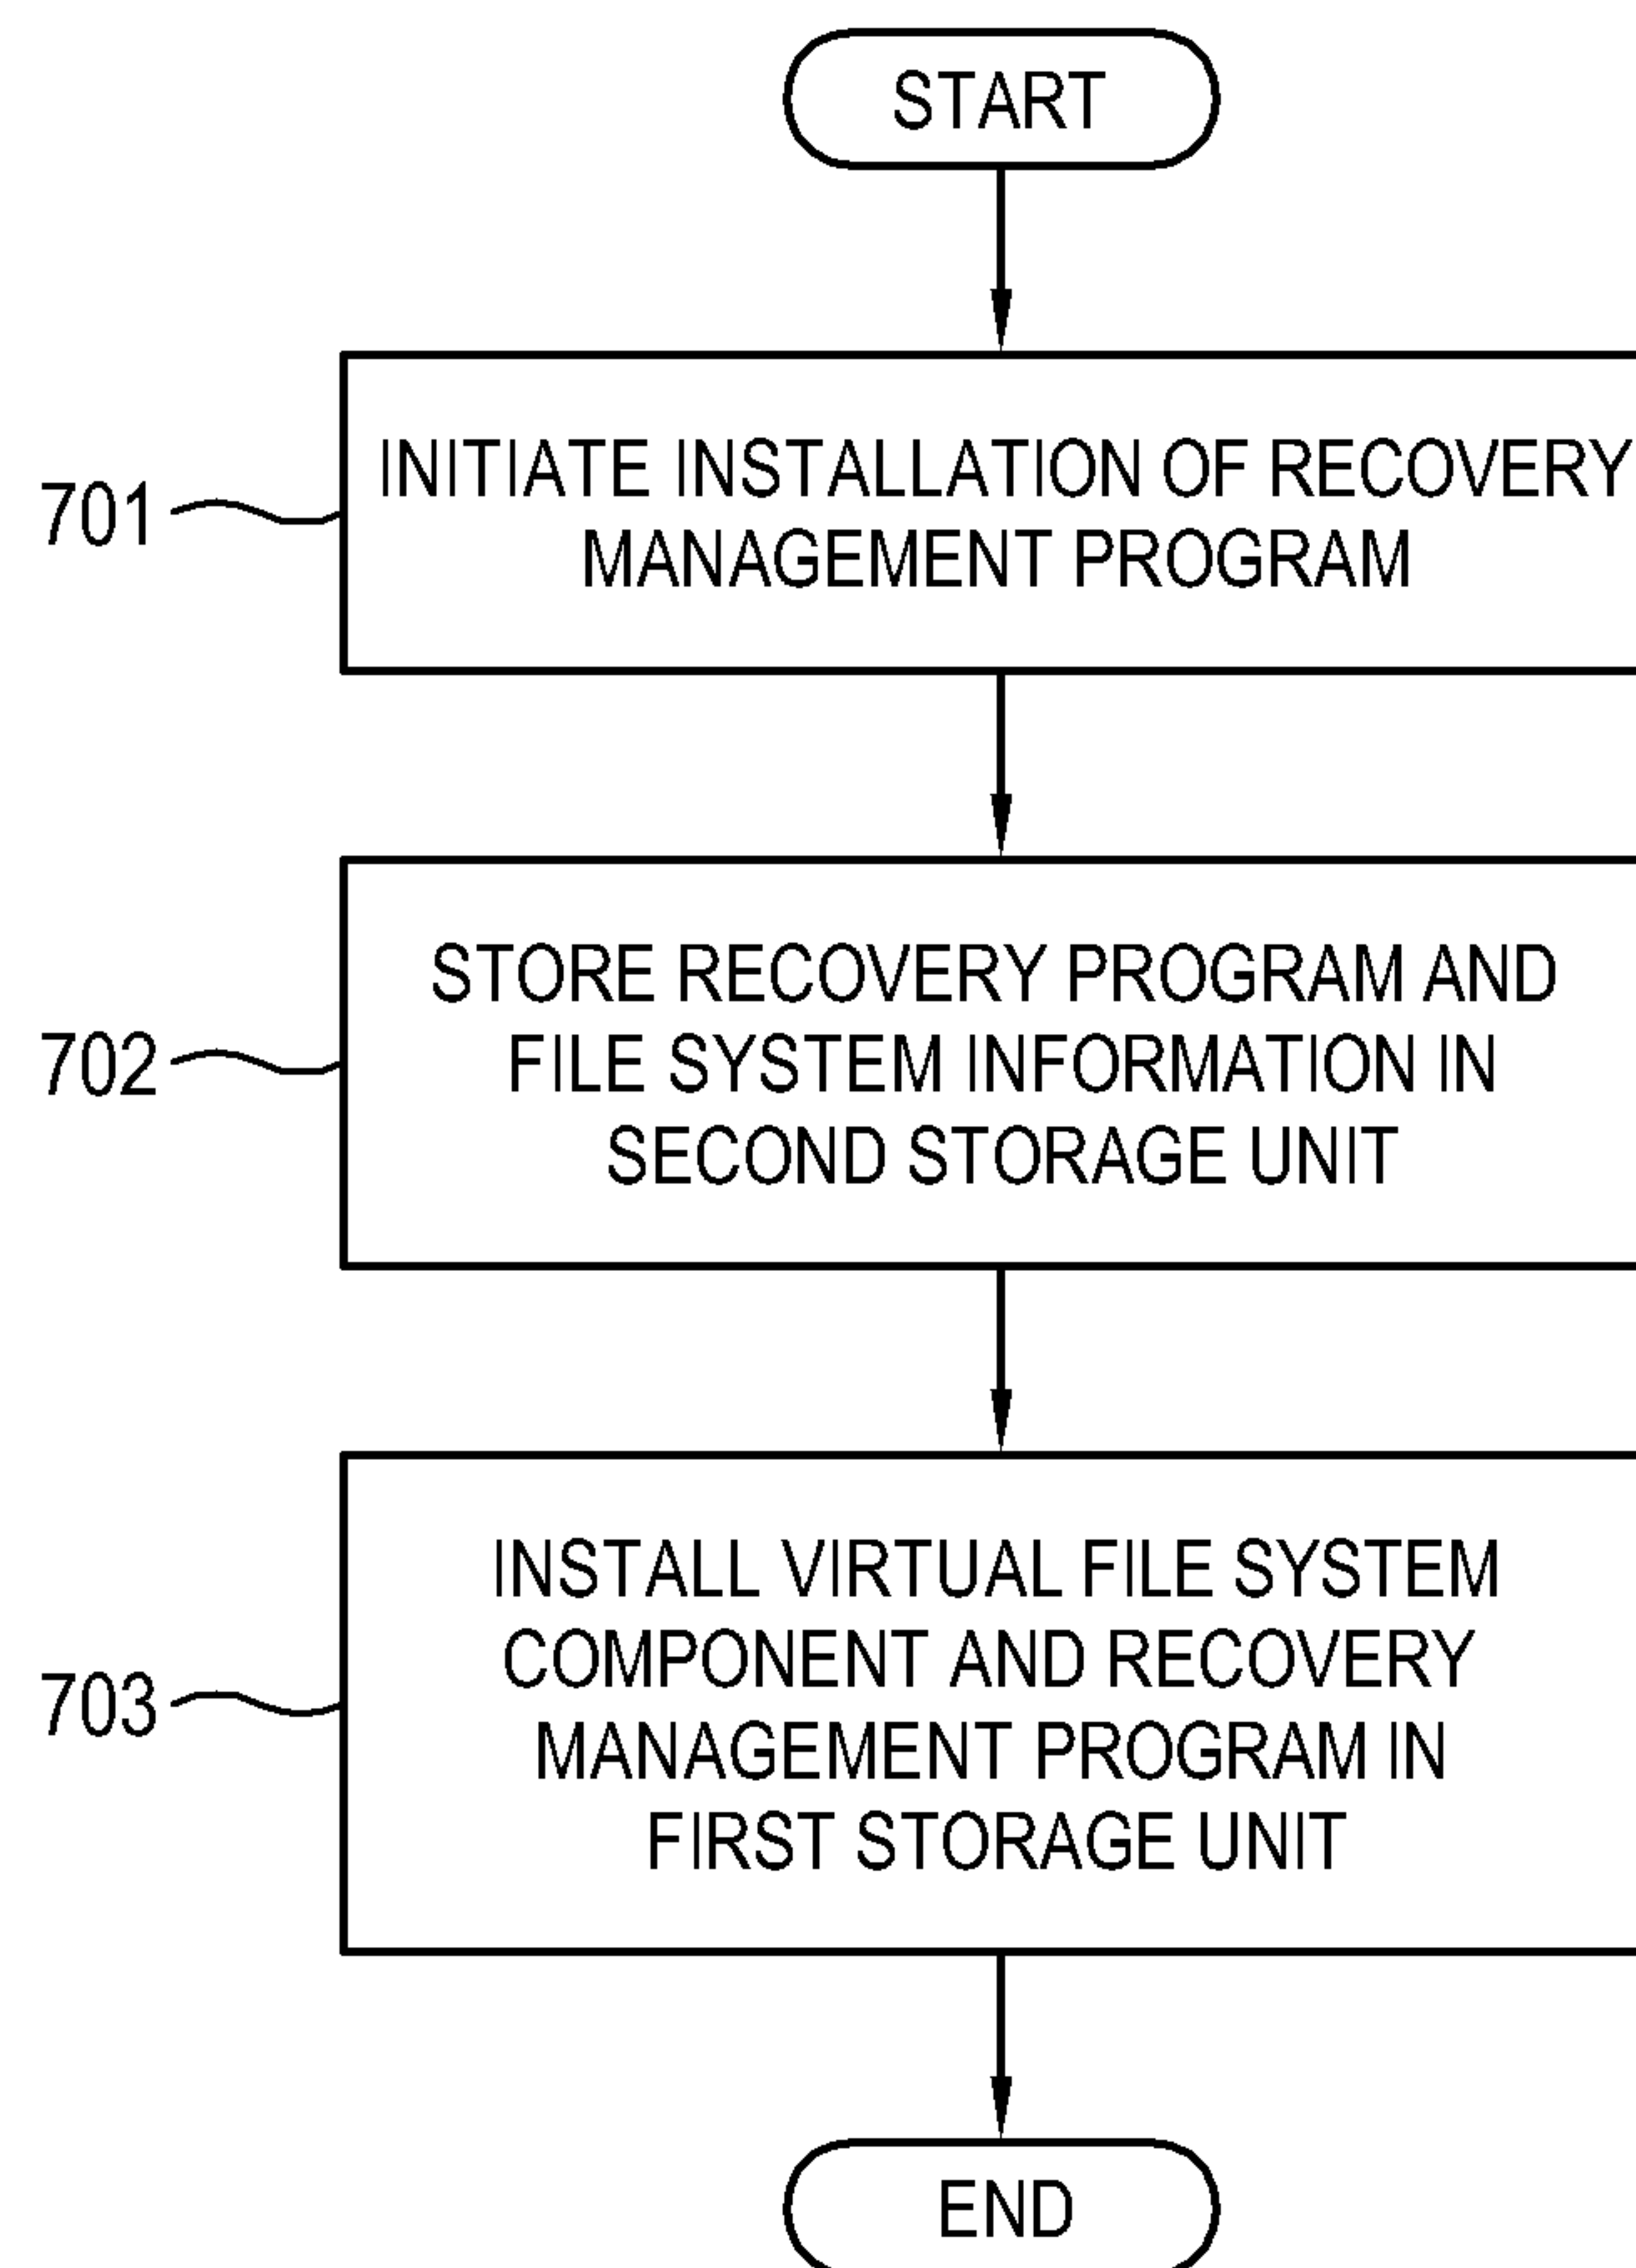 START
701
INITIATE INSTALLATION OF RECOVERY
MANAGEMENT PROGRAM
702
STORE RECOVERY PROGRAM AND
FILE SYSTEM INFORMATION IN
SECOND STORAGE UNIT
703
INSTALL VIRTUAL FILE SYSTEM
COMPONENT AND RECOVERY
MANAGEMENT PROGRAM IN
FIRST STORAGE UNIT
END